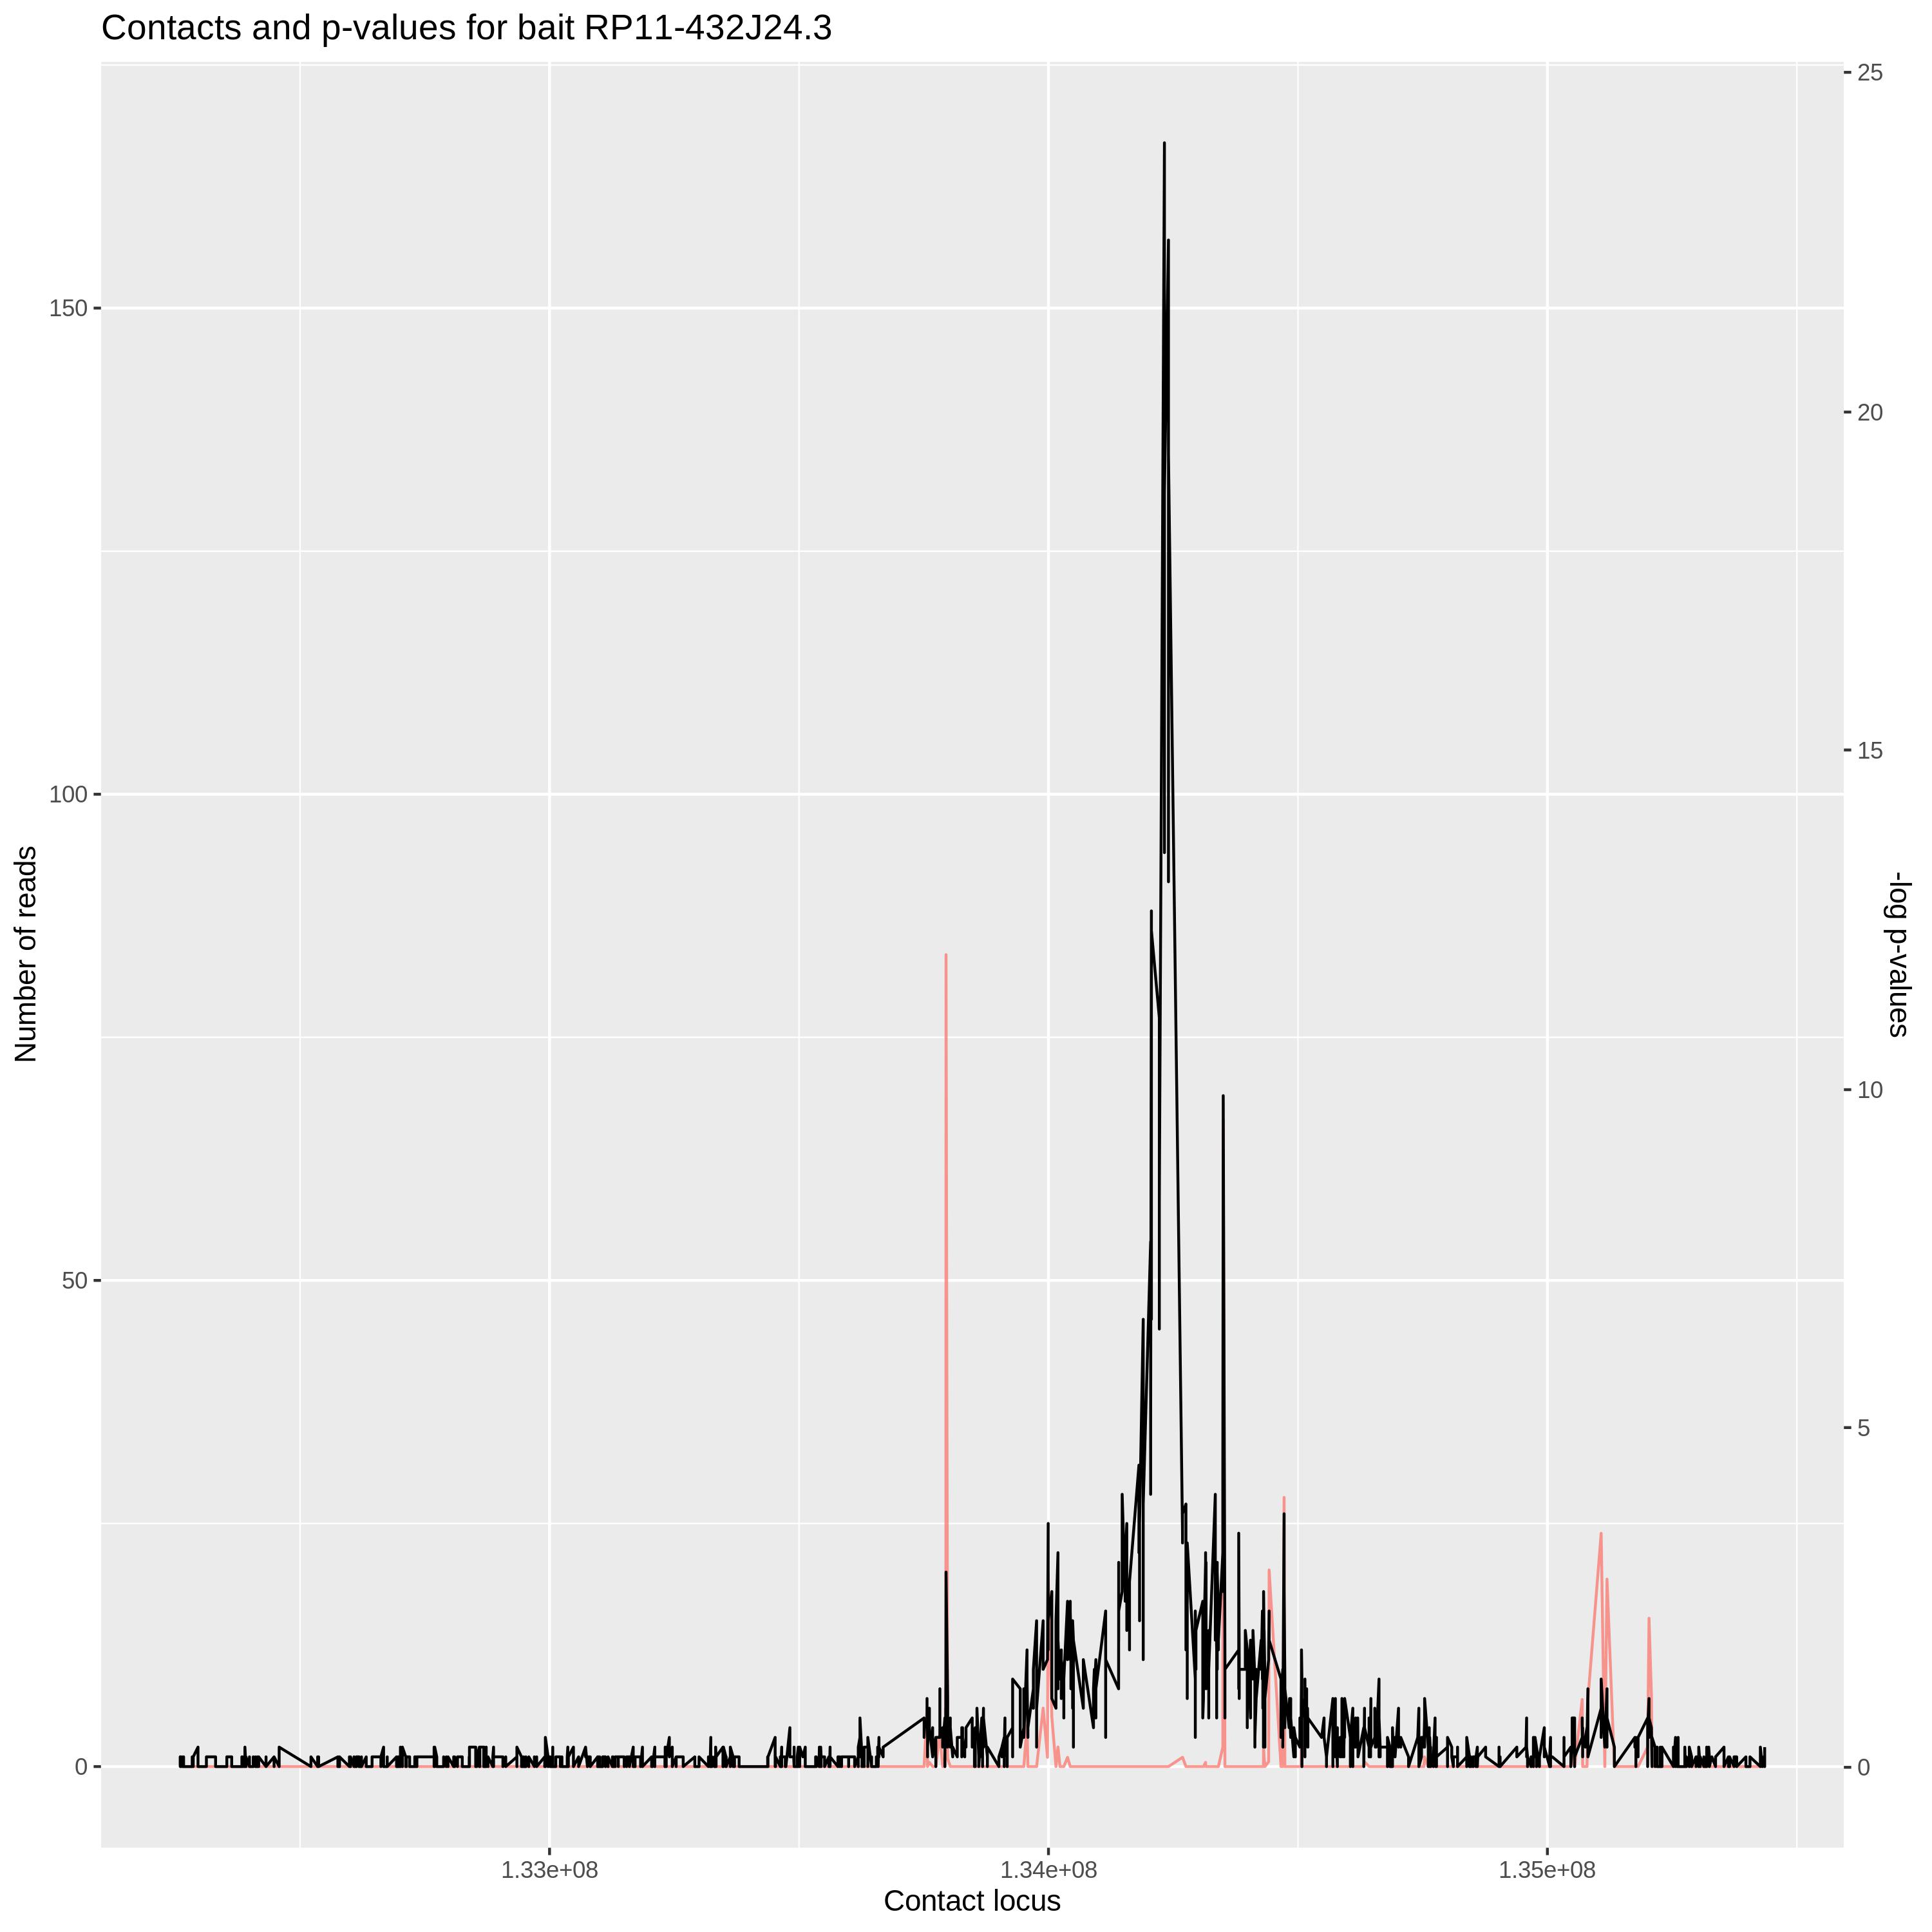 Contacts and p-values for bait RP11-432J24.3
25
150
20
15
100
Number of reads
-log p-values
10
50
5
0
0
1.33e+08
1.34e+08
1.35e+08
Contact locus